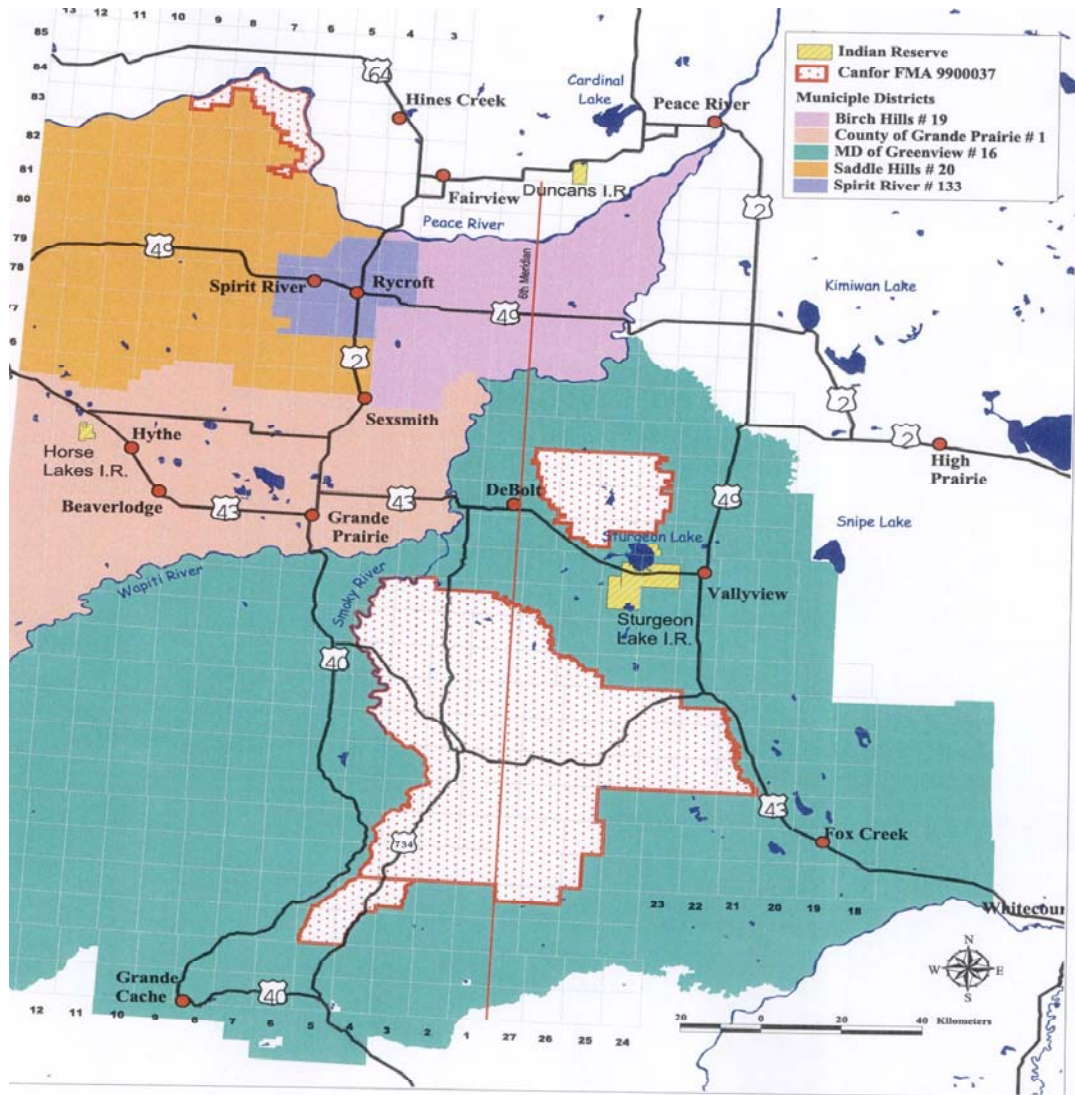 13 12 11 10 9 8 7 6 5 4 3
85
84
83
82
81
80
79
78
77
6
64
Hines Creek
Cardinal
Lake
Peace River
Fairview
Duncans I.R.
Peace River
2
49
Spirit River
Rycroft
6th Meridian
49
Kimiwan Lake
2
2
Sexsmith
2
High
Prairie
Hythe
Horse
Lakes I.R.
Beaverlodge
43
43
Grande
Prairie
DeBolt
49
Snipe Lake
Sturgeon Lake
Vallyview
Wapiti River
Smoky River
Sturgeon
Lake I.R.
40
43
734
Fox Creek
23 22 21 20 19 18
Whitecour
Grande
Cache
40
12 11 10 9 8 7 6 5 4 3 2 1 27 26 25 24
Indian Reserve
Canfor FMA 9900037
Municiple Districts
Birch Hills # 19
County of Grande Prairie # 1
MD of Greenview # 16
Saddle Hills # 20
Spirit River # 133
N
W E
S
20 0 Kilometers 20 40